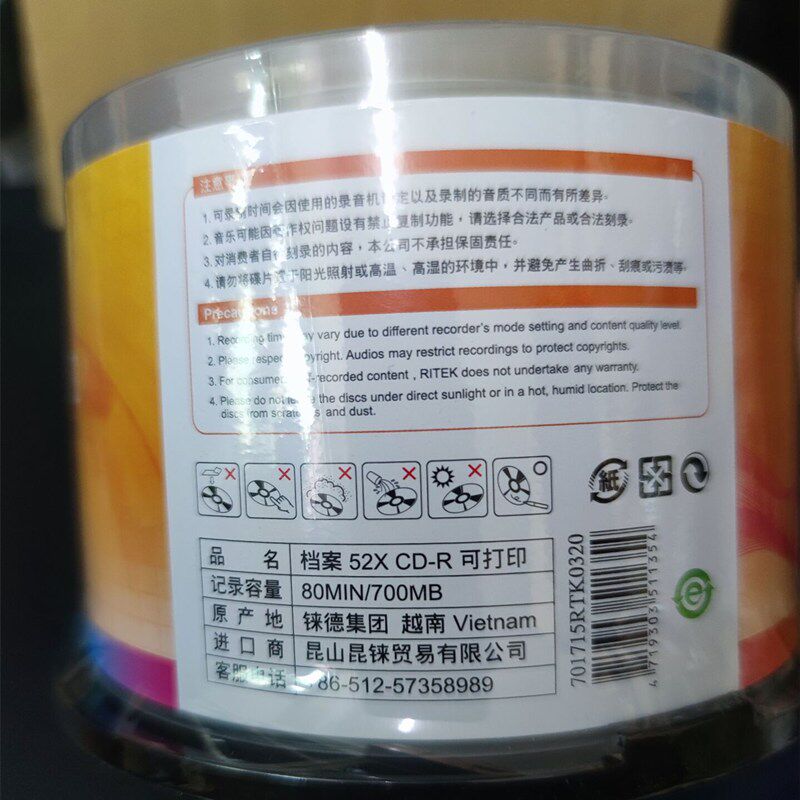 注意事
1. 可录制时间会因使用的录音机 定以及录制的音质不同而有所差异。
2. 音乐可能因著作权问题设有禁止复制功能，请选择合法产品或合法刻录。
3. 对消费者自行刻录的内容，本公司不承担保固责任。
4. 请勿将碟片置于阳光照射或高温、高湿的环境中，并避免产生曲折、刮痕或污渍等。
Precautions
1. Recording time may vary due to different recorder's mode setting and content quality level.
2. Please respect copyright. Audios may restrict recordings to protect copyrights.
3. For consumer -recorded content , RITEK does not undertake any warranty.
4. Please do not leave the discs under direct sunlight or in a hot, humid location. Protect the
discs from scratches and dust.
紙
品 名 档案 52X CD-R 可打印
记录容量 80MIN/700MB
原产地 铼德集团 越南 Vietnam
进口商 昆山昆铼贸易有限公司
客服电话 86-512-57358989
701715RTK0320
4719303511354
e